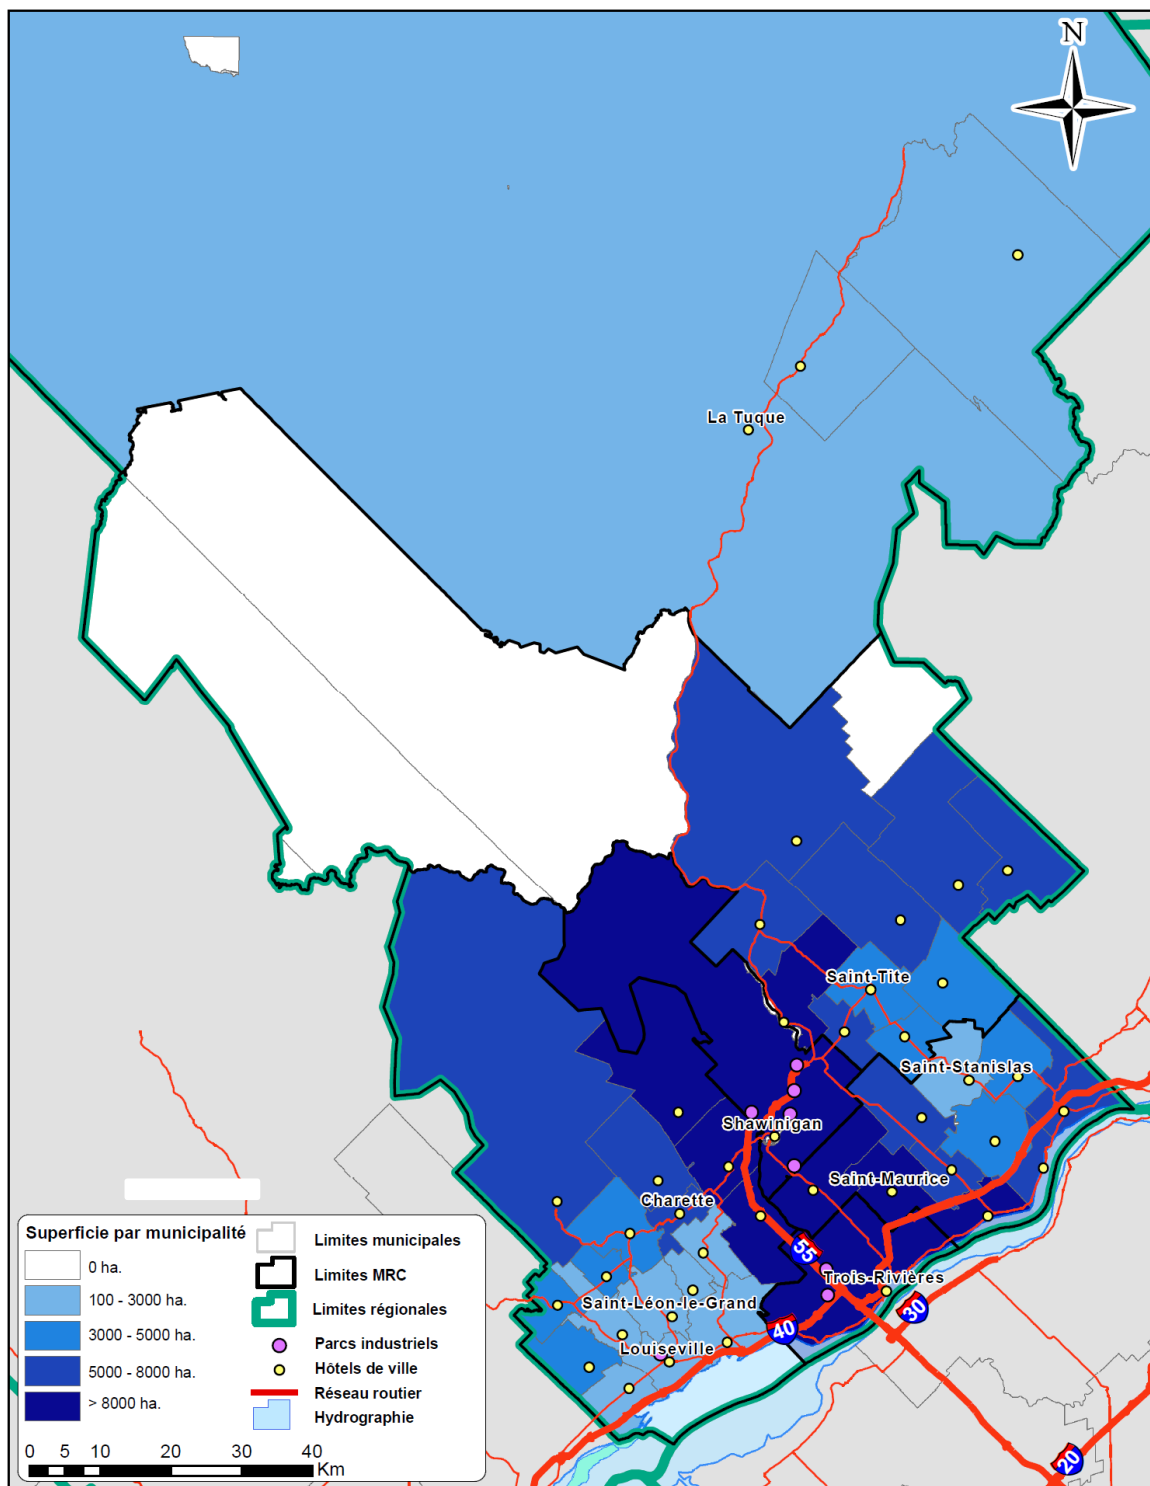 N
La Tuque
Saint-Tite
Saint-Stanislas
Shawinigan
Saint-Maurice
Charette
55
Trois-Rivières
Saint-Léon-le-Grand
30
40
Louiseville
20
Superficie par municipalité
0 ha.
100 - 3000 ha.
3000 - 5000 ha.
5000 - 8000 ha.
> 8000 ha.
Limites municipales
Limites MRC
Limites régionales
Parcs industriels
Hôtels de ville
Réseau routier
Hydrographie
0 5 10 20 30 40
Km